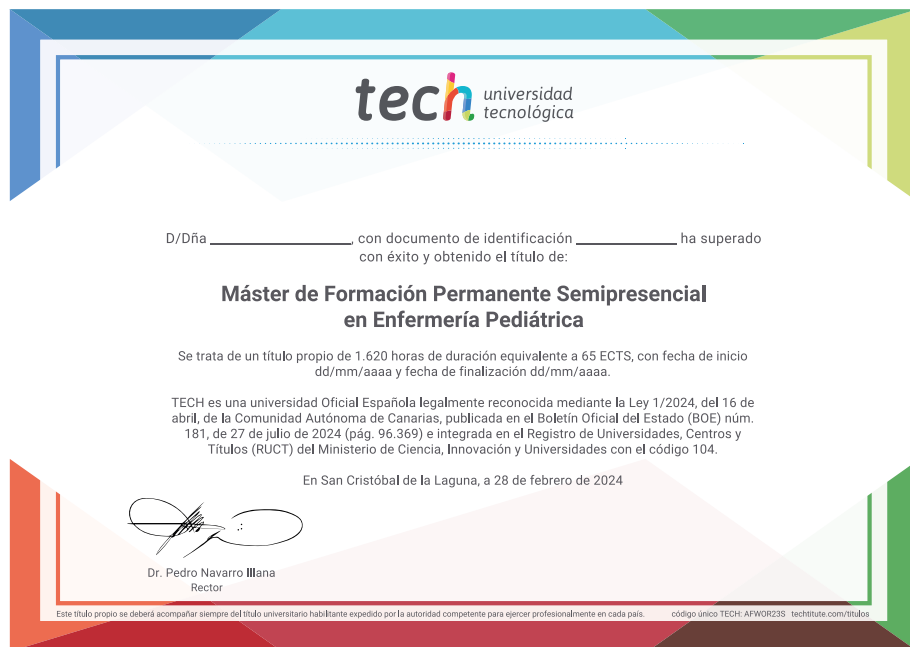 tech universidad
tecnológica
D/Dña _________________, con documento de identificación ____________ ha superado
con éxito y obtenido el título de:
Máster de Formación Permanente Semipresencial
en Enfermería Pediátrica
Se trata de un título propio de 1.620 horas de duración equivalente a 65 ECTS, con fecha de inicio
dd/mm/aaaa y fecha de finalización dd/mm/aaaa.
TECH es una universidad Oficial Española legalmente reconocida mediante la Ley 1/2024, del 16 de
abril, de la Comunidad Autónoma de Canarias, publicada en el Boletín Oficial del Estado (BOE) núm.
181, de 27 de julio de 2024 (pág. 96.369) e integrada en el Registro de Universidades, Centros y
Títulos (RUCT) del Ministerio de Ciencia, Innovación y Universidades con el código 104.
En San Cristóbal de la Laguna, a 28 de febrero de 2024
Dr. Pedro Navarro Illana
Rector
Este título propio se deberá acompañar siempre del título universitario habilitante expedido por la autoridad competente para ejercer profesionalmente en cada país. código único TECH: AFWOR23S techtitute.com/titulos